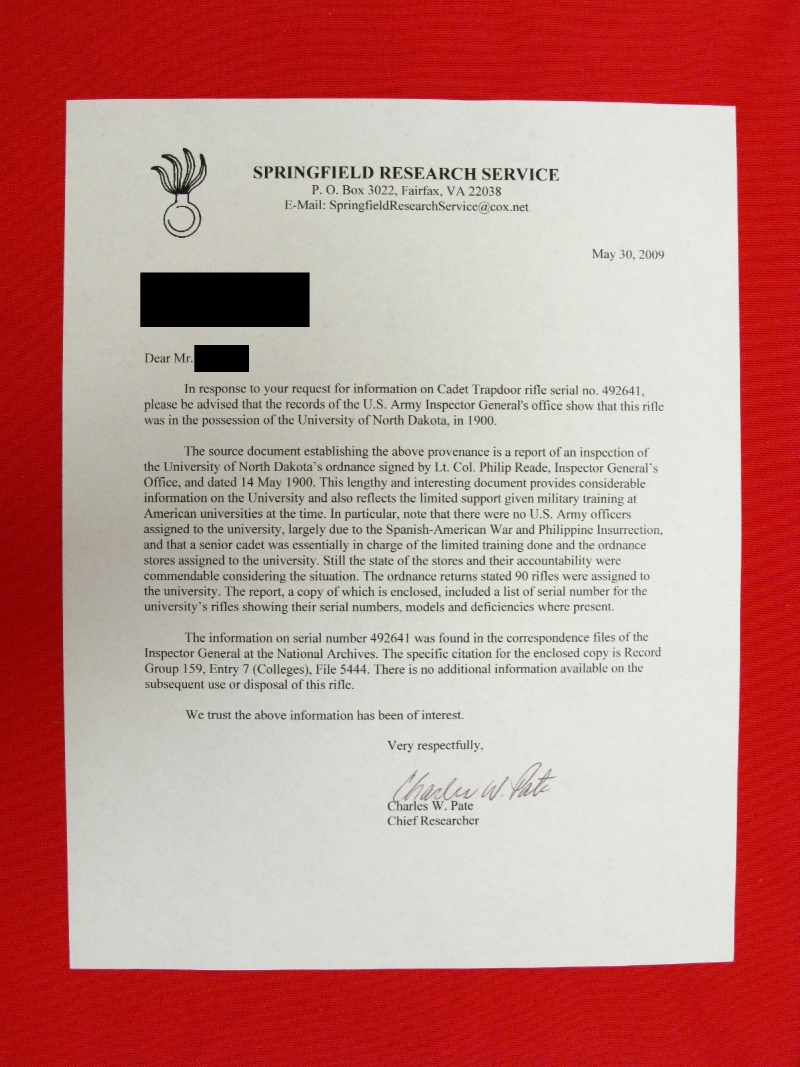 SPRINGFIELD RESEARCH SERVICE
P. O. Box 3022, Fairfax, VA 22038
E-Mail: SpringfieldResearchService@cox.net
May 30, 2009
Dear Mr.
In response to your request for information on Cadet Trapdoor rifle serial no. 492641,
please be advised that the records of the U.S. Army Inspector General's office show that this rifle
was in the possession of the University of North Dakota, in 1900.
The source document establishing the above provenance is a report of an inspection of
the University of North Dakota's ordnance signed by Lt. Col. Philip Reade, Inspector General's
Office, and dated 14 May 1900. This lengthy and interesting document provides considerable
information on the University and also reflects the limited support given military training at
American universities at the time. In particular, note that there were no U.S. Army officers
assigned to the university, largely due to the Spanish-American War and Philippine Insurrection,
and that a senior cadet was essentially in charge of the limited training done and the ordnance
stores assigned to the university. Still the state of the stores and their accountability were
commendable considering the situation. The ordnance returns stated 90 rifles were assigned to
the university. The report, a copy of which is enclosed, included a list of serial number for the
university's rifles showing their serial numbers, models and deficiencies where present.
The information on serial number 492641 was found in the correspondence files of the
Inspector General at the National Archives. The specific citation for the enclosed copy is Record
Group 159, Entry 7 (Colleges), File 5444. There is no additional information available on the
subsequent use or disposal of this rifle.
We trust the above information has been of interest.
Very respectfully,
Charles W. Pate
Charles W. Pate
Chief Researcher